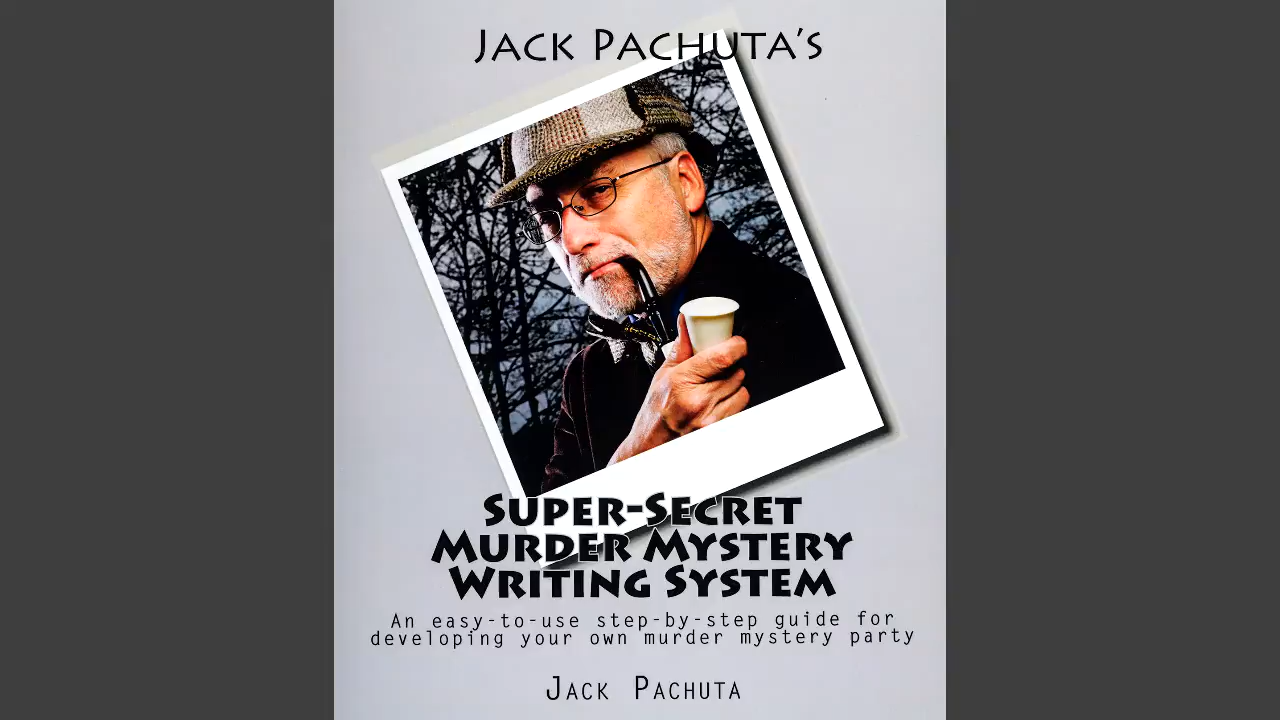 Jack Pachuta's
Super-Secret
Murder Mystery
Writing System
An easy-to-use step-by-step guide for
developing your own murder mystery party
Jack Pachuta